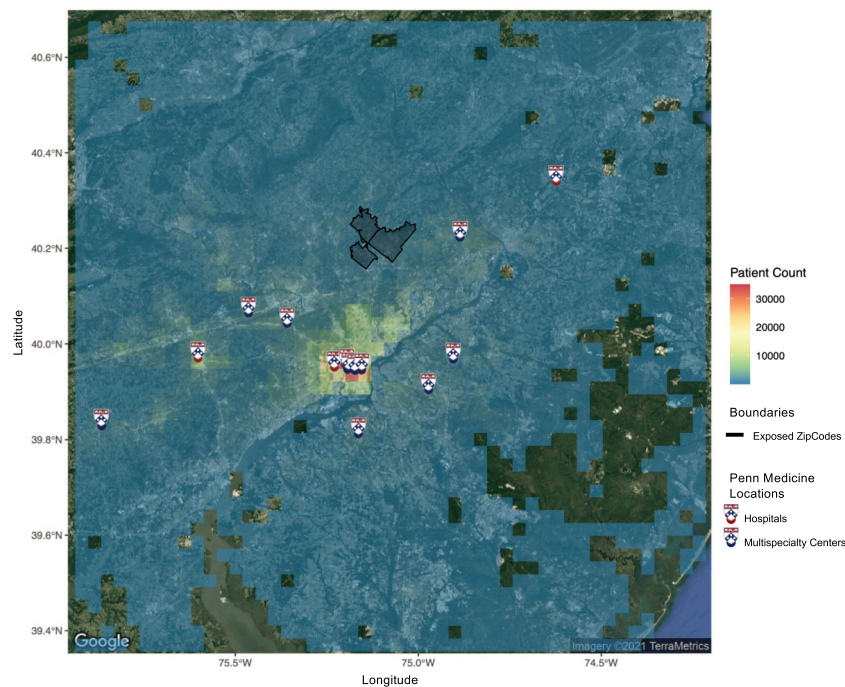 40.6°N
40.4°N
40.2°N
40.0°N
39.8°N
39.6°N
39.4°N
Latitude
75.5°W
75.0°W
74.5°W
Longitude
Google
Imagery ©2021 TerraMetrics
Patient Count
30000
20000
10000
Boundaries
Exposed ZipCodes
Penn Medicine
Locations
Hospitals
Multispecialty Centers